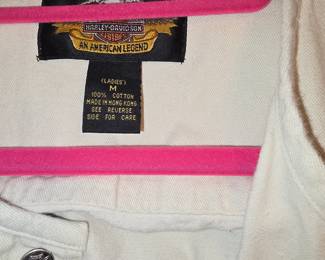 HARLEY-DAVIDSON
AN AMERICAN LEGEND
(LADIES')
M
100% COTTON
MADE IN HONG KONG
SEE REVERSE
SIDE FOR CARE